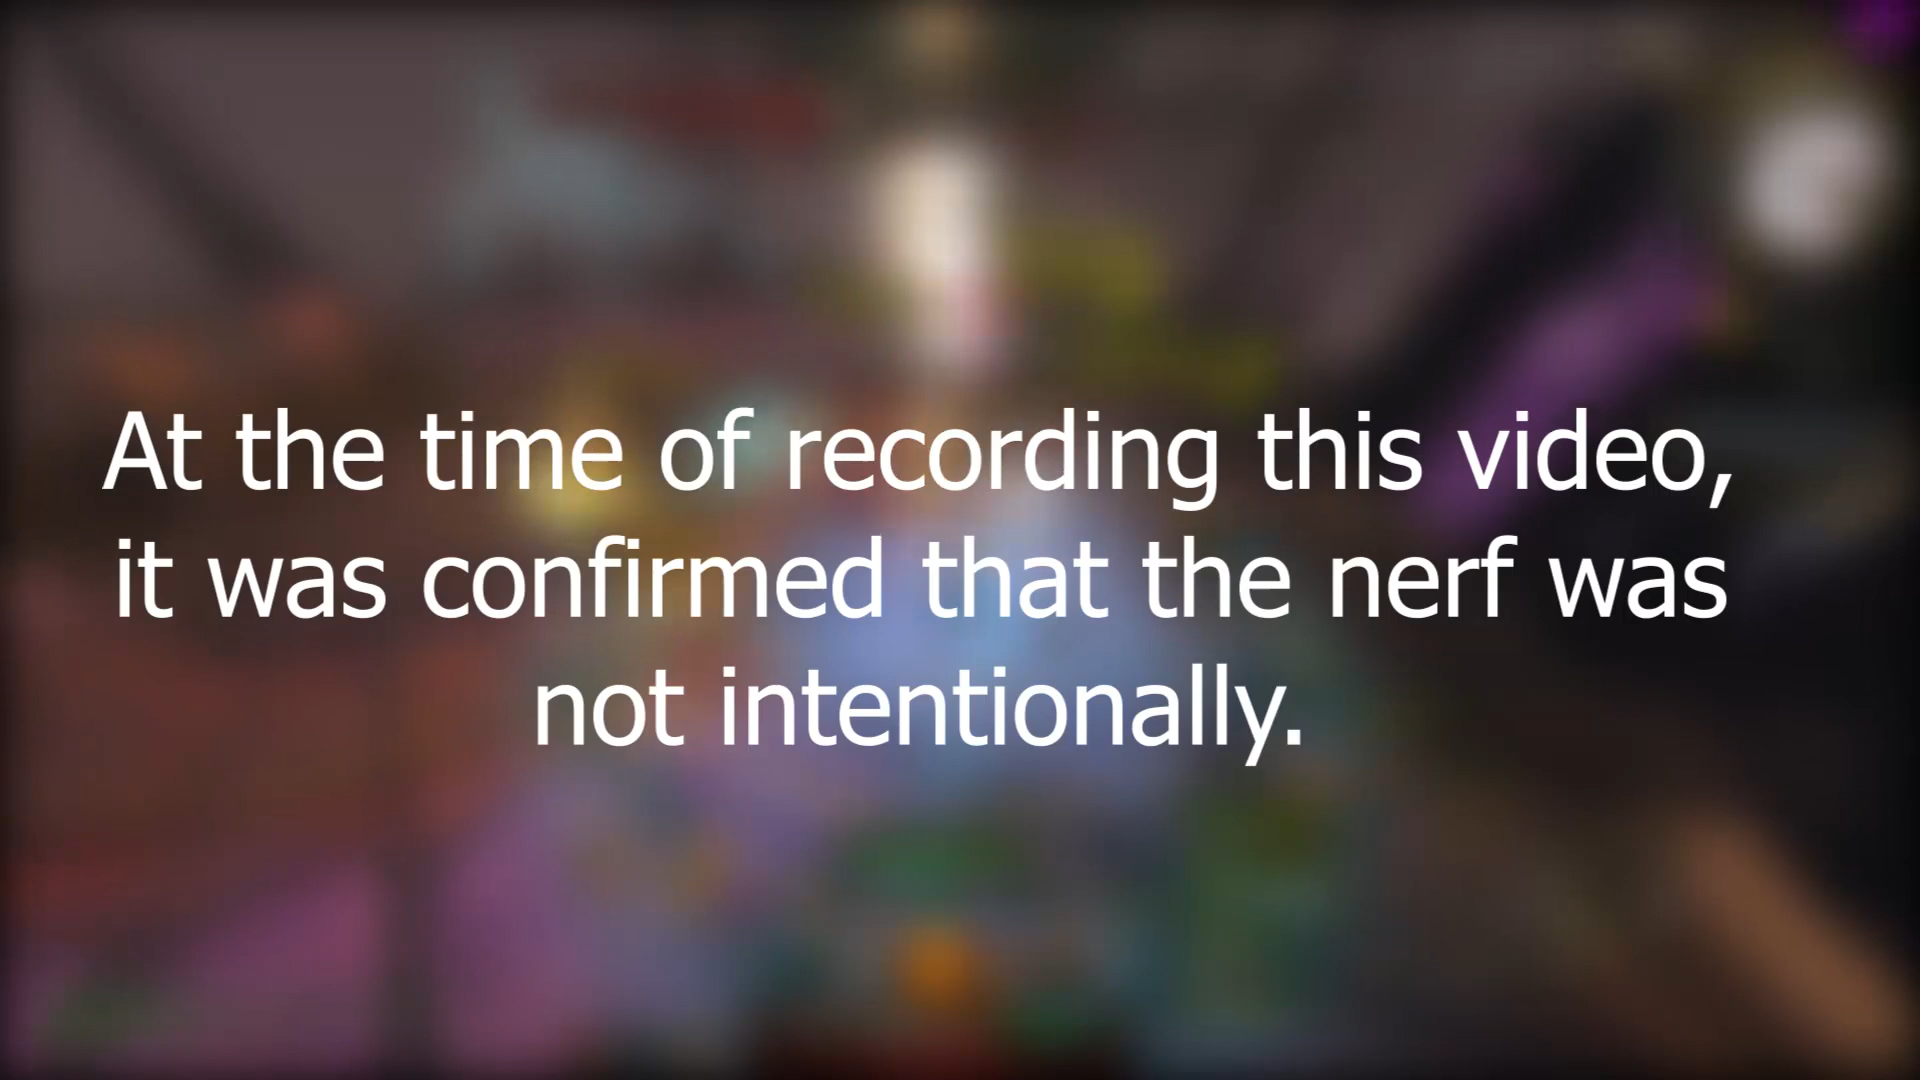 At the time of recording this video,
it was confirmed that the nerf was
not intentionally.